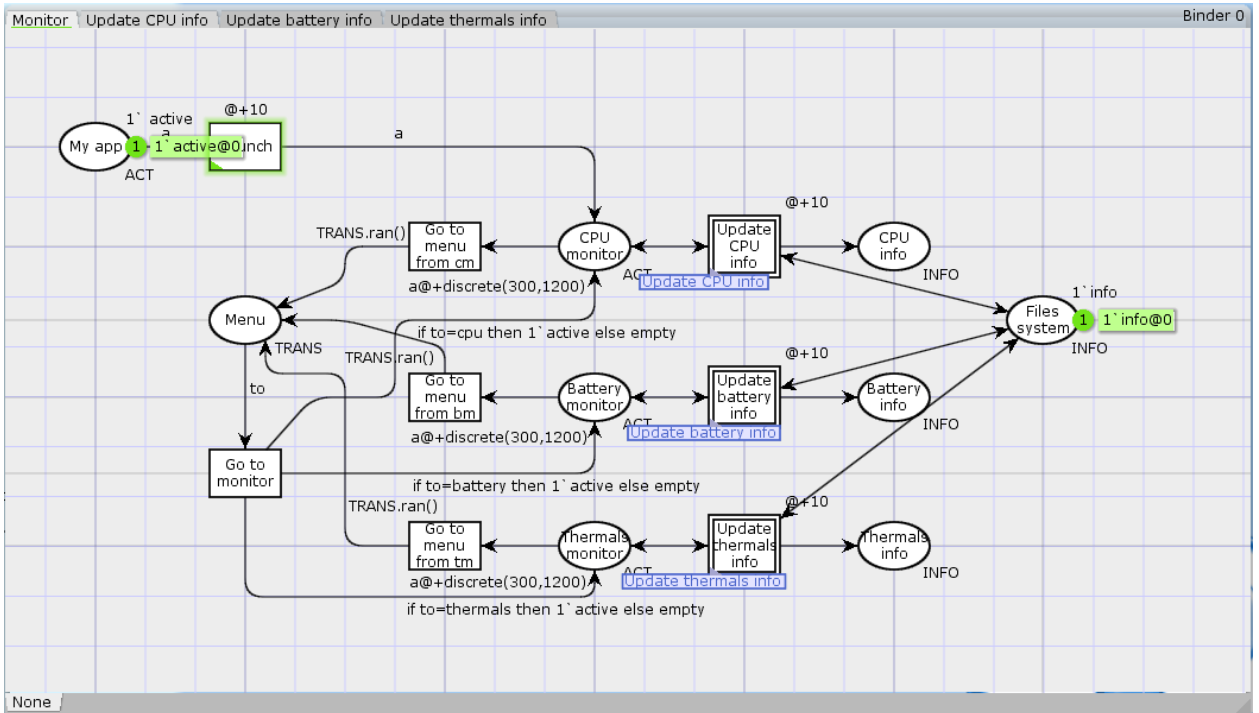 Monitor Update CPU info Update battery info Update thermals info Binder 0
@+10
1` active
a
a
My app 1 1`active@0 unch
ACT
@+10
TRANS.ran()
Go to
menu
from cm
CPU
monitor
Update
CPU
info
CPU
info
ACT
INFO
Update CPU info
a@+discrete(300,1200)
1`info
Menu
Files
system
1 1`info@0
if to=cpu then 1`active else empty
INFO
TRANS
TRANS.ran()
@+10
to
Go to
menu
from bm
Battery
monitor
Update
battery
info
Battery
info
ACT
INFO
Update battery info
a@+discrete(300,1200)
Go to
monitor
if to=battery then 1`active else empty
TRANS.ran()
@+10
Go to
menu
from tm
Thermals
monitor
Update
thermals
info
Thermals
info
ACT
INFO
Update thermals info
a@+discrete(300,1200)
if to=thermals then 1`active else empty
None